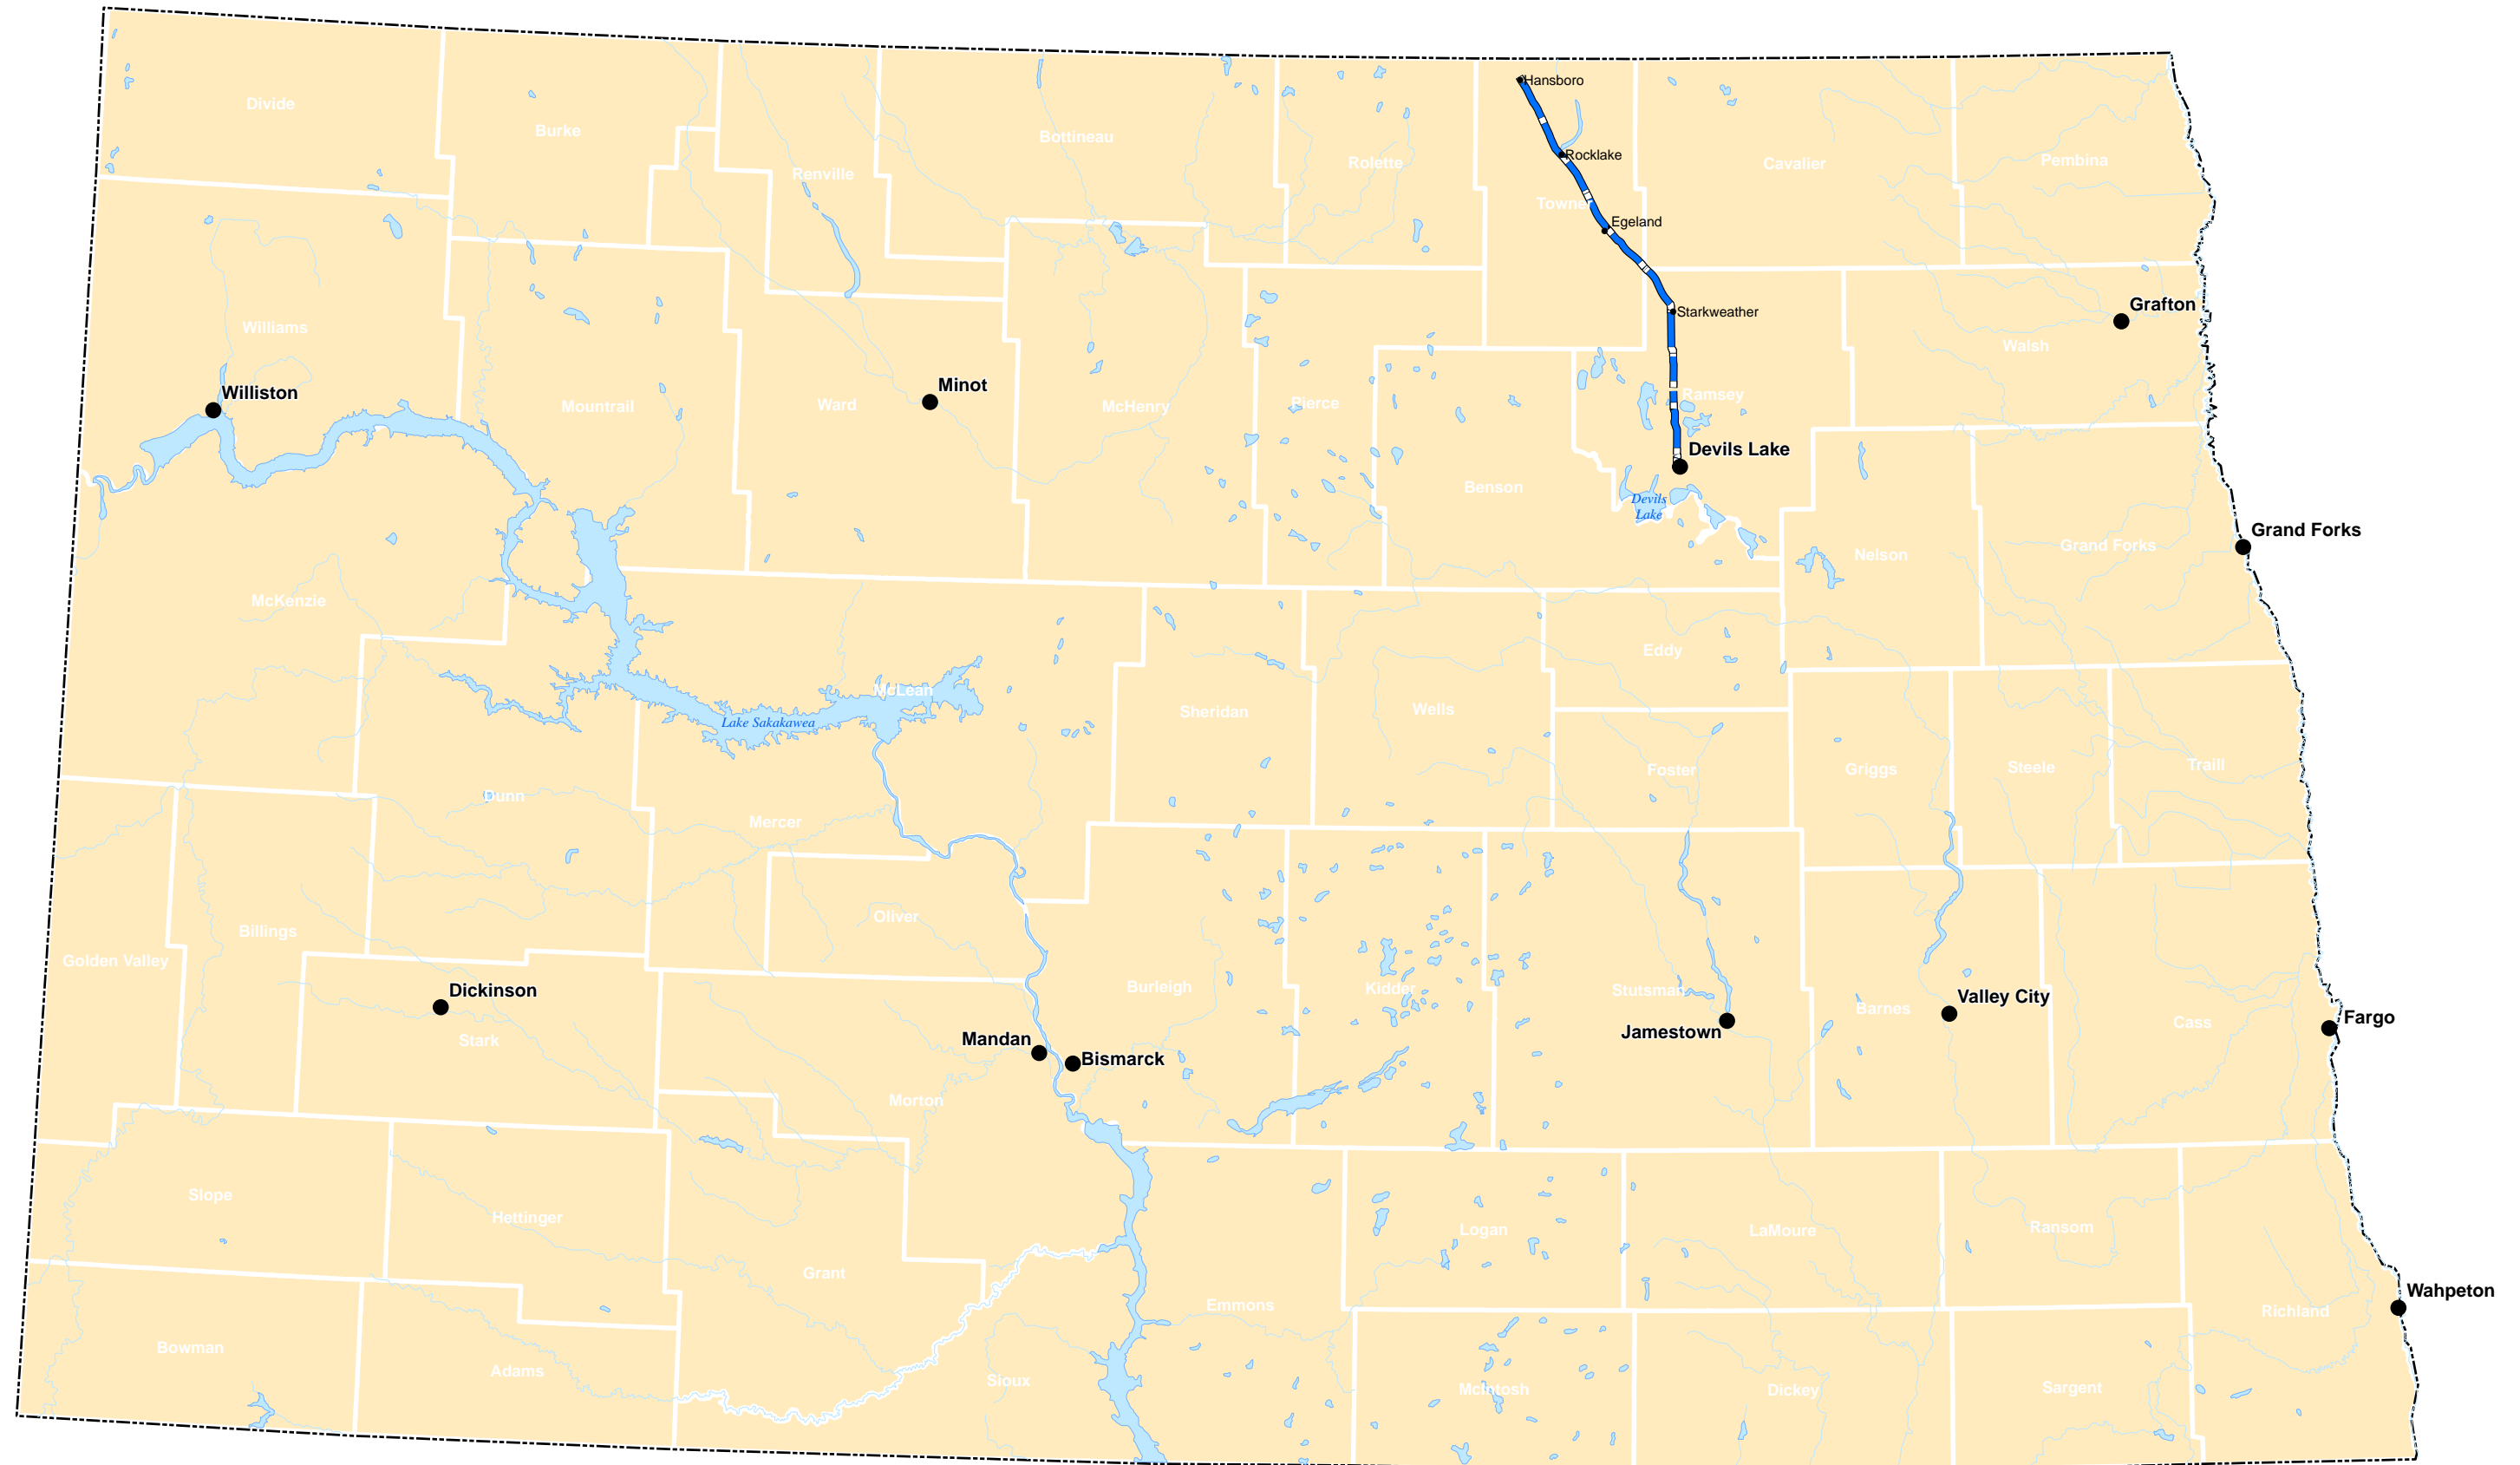 Hansboro
Divide
Burke
Bottineau
Rolette
Rocklake
Cavalier
Pembina
Renville
Towner
Egeland
Grafton
Starkweather
Williams
Walsh
Williston
Minot
Mountrail
Ward
McHenry
Pierce
Ramsey
Devils Lake
Benson
Devils
Lake
Grand Forks
Nelson
Grand Forks
McKenzie
Eddy
McLean
Lake Sakakawea
Sheridan
Wells
Foster
Griggs
Steele
Traill
Dunn
Mercer
Oliver
Billings
Golden Valley
Dickinson
Burleigh
Kidder
Stutsman
Valley City
Barnes
Fargo
Cass
Jamestown
Stark
Mandan
Bismarck
Morton
Slope
Hettinger
Logan
LaMoure
Ransom
Grant
Emmons
Wahpeton
Richland
Bowman
Adams
Sioux
McIntosh
Dickey
Sargent